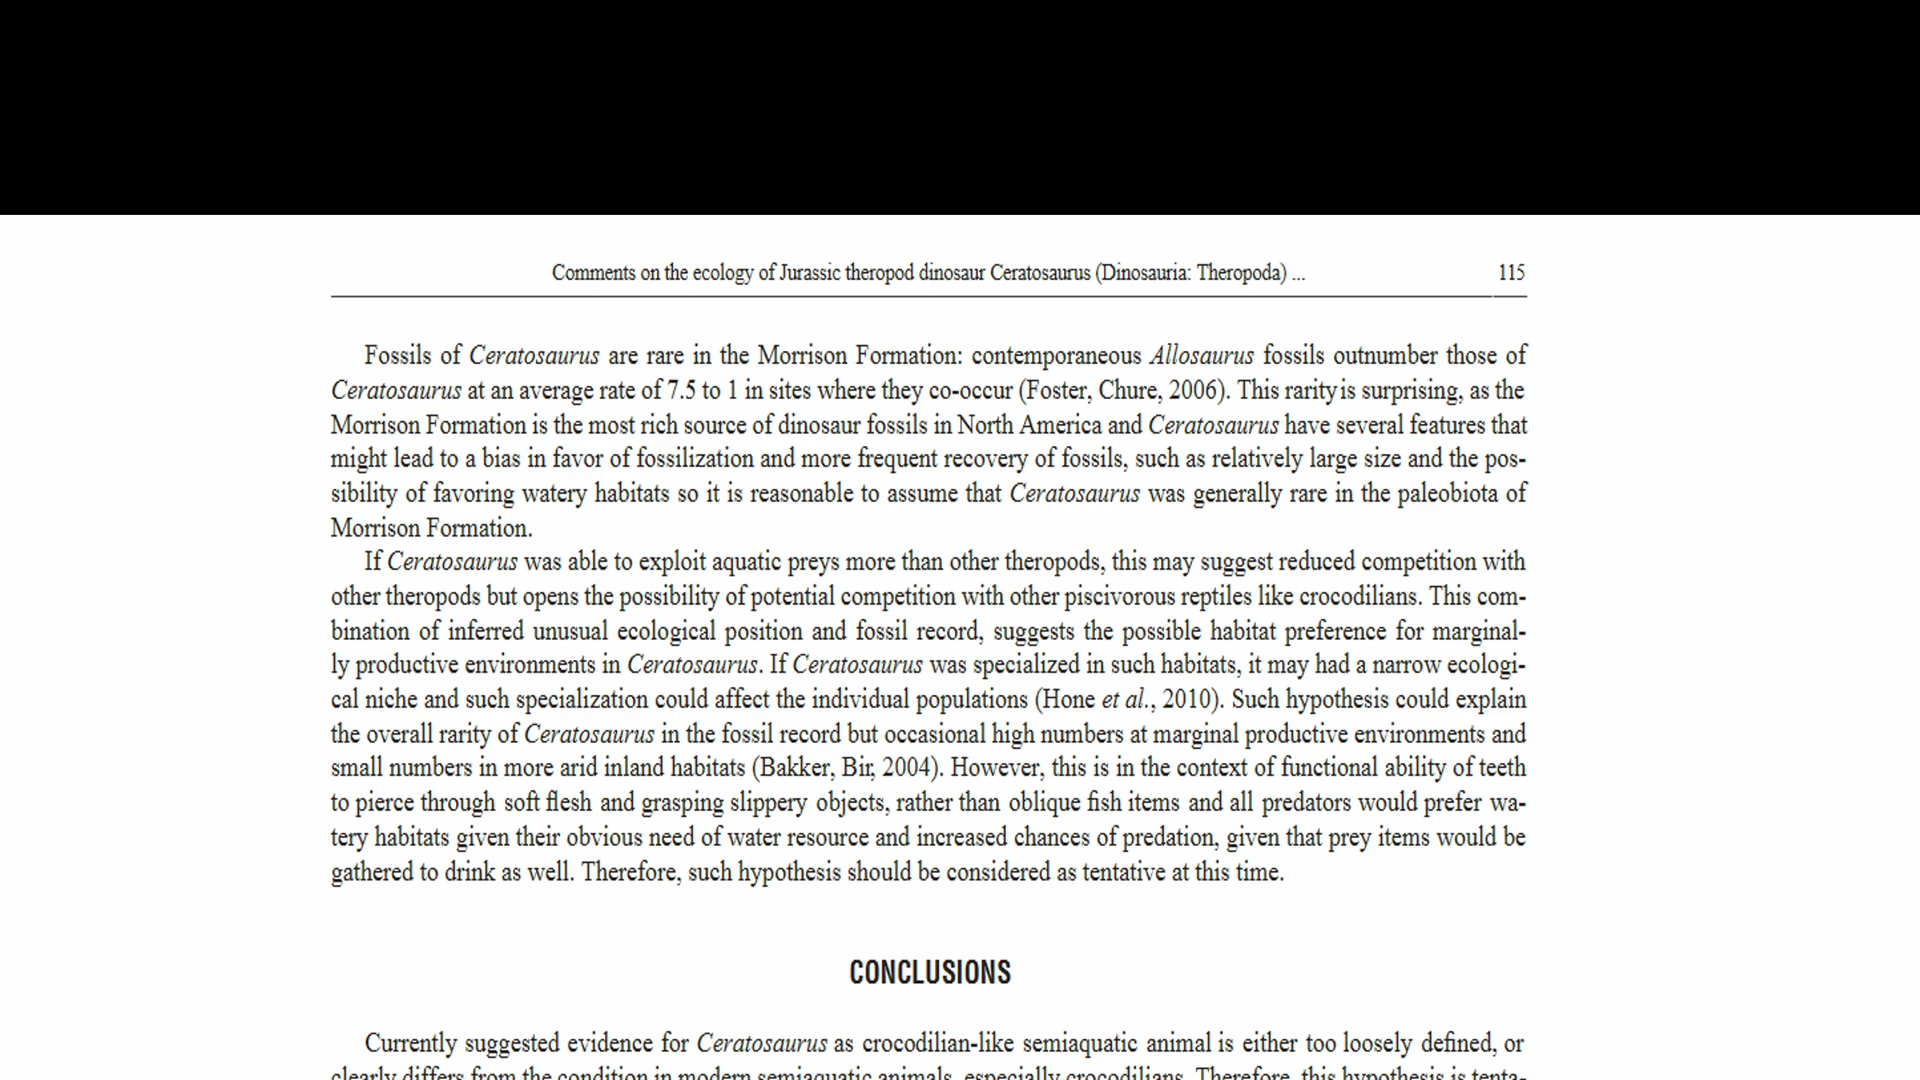 Comments on the ecology of Jurassic theropod dinosaur Ceratosaurus (Dinosauria: Theropoda) ... 115
Fossils of Ceratosaurus are rare in the Morrison Formation: contemporaneous Allosaurus fossils outnumber those of
Ceratosaurus at an average rate of 7.5 to 1 in sites where they co-occur (Foster, Chure, 2006). This rarity is surprising, as the
Morrison Formation is the most rich source of dinosaur fossils in North America and Ceratosaurus have several features that
might lead to a bias in favor of fossilization and more frequent recovery of fossils, such as relatively large size and the pos-
sibility of favoring watery habitats so it is reasonable to assume that Ceratosaurus was generally rare in the paleobiota of
Morrison Formation.
If Ceratosaurus was able to exploit aquatic preys more than other theropods, this may suggest reduced competition with
other theropods but opens the possibility of potential competition with other piscivorous reptiles like crocodilians. This com-
bination of inferred unusual ecological position and fossil record, suggests the possible habitat preference for marginal-
ly productive environments in Ceratosaurus. If Ceratosaurus was specialized in such habitats, it may had a narrow ecologi-
cal niche and such specialization could affect the individual populations (Hone et al., 2010). Such hypothesis could explain
the overall rarity of Ceratosaurus in the fossil record but occasional high numbers at marginal productive environments and
small numbers in more arid inland habitats (Bakker, Bir, 2004). However, this is in the context of functional ability of teeth
to pierce through soft flesh and grasping slippery objects, rather than oblique fish items and all predators would prefer wa-
tery habitats given their obvious need of water resource and increased chances of predation, given that prey items would be
gathered to drink as well. Therefore, such hypothesis should be considered as tentative at this time.
CONCLUSIONS
Currently suggested evidence for Ceratosaurus as crocodilian-like semiaquatic animal is either too loosely defined, or
clearly differs from the condition in modern semiaquatic animals, especially crocodilians. Therefore, this hypothesis is tenta-